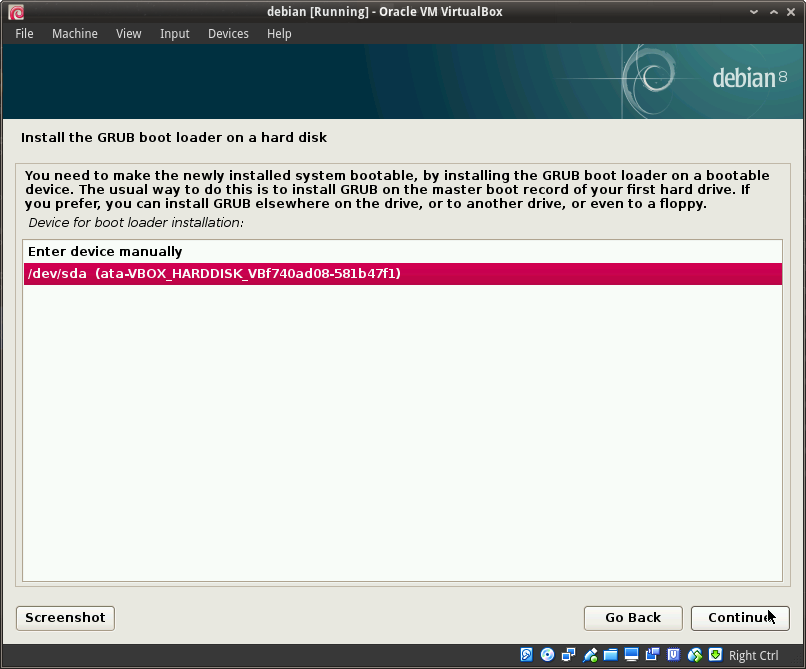 debian [Running] - Oracle VM VirtualBox
File Machine View Input Devices Help
debian 8
Install the GRUB boot loader on a hard disk
You need to make the newly installed system bootable, by installing the GRUB boot loader on a bootable
device. The usual way to do this is to install GRUB on the master boot record of your first hard drive. If
you prefer, you can install GRUB elsewhere on the drive, or to another drive, or even to a floppy.
Device for boot loader installation:
Enter device manually
/dev/sda (ata-VBOX_HARDDISK_VBf740ad08-581b47f1)
Screenshot Go Back Continue
Right Ctrl